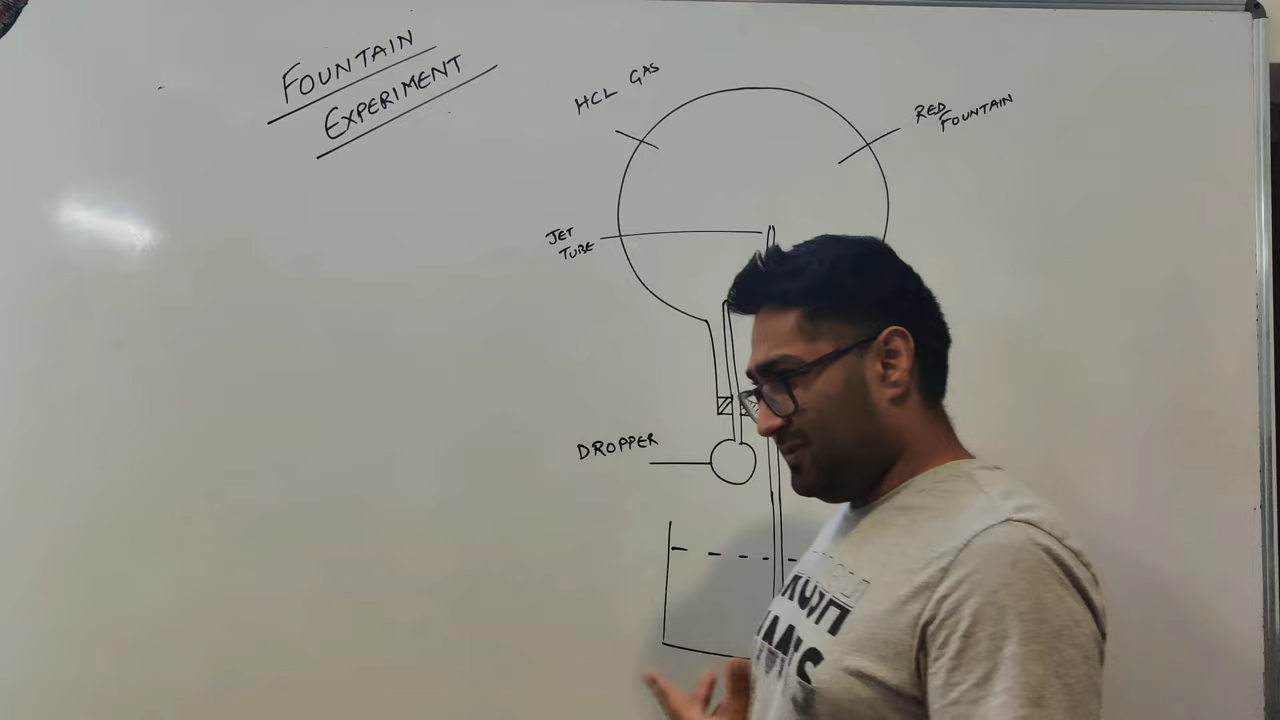 FOUNTAIN
EXPERIMENT
HCL GAS
RED
FOUNTAIN
JET
TUBE
DROPPER